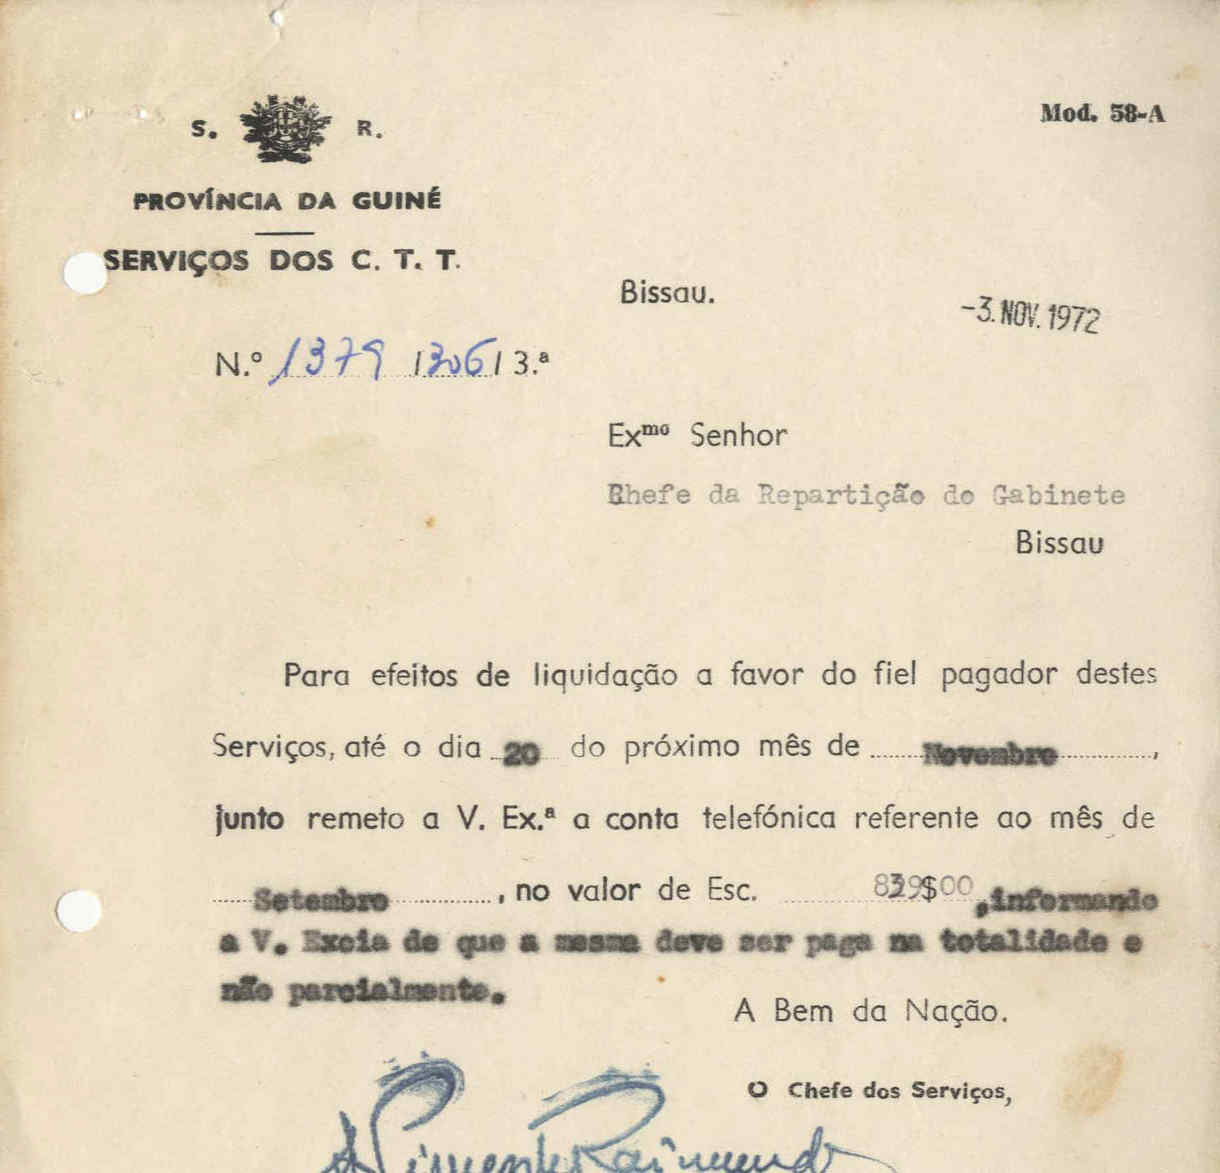 S. R.
Mod. 58-A
PROVÍNCIA DA GUINÉ
SERVIÇOS DOS C. T. T.
Bissau.
-3. NOV. 1972
N.º 1379 /306/ 3.ª
Exᵐᵒ Senhor
Chefe da Repartição do Gabinete
Bissau
Para efeitos de liquidação a favor do fiel pagador destes
Serviços, até o dia 20 do próximo mês de Novembro,
junto remeto a V. Ex.ª a conta telefónica referente ao mês de
Setembro, no valor de Esc. $00, informando
a V. Excia de que a mesma deve ser paga na totalidade e
não parcialmente.
A Bem da Nação.
O Chefe dos Serviços,
Raimundo